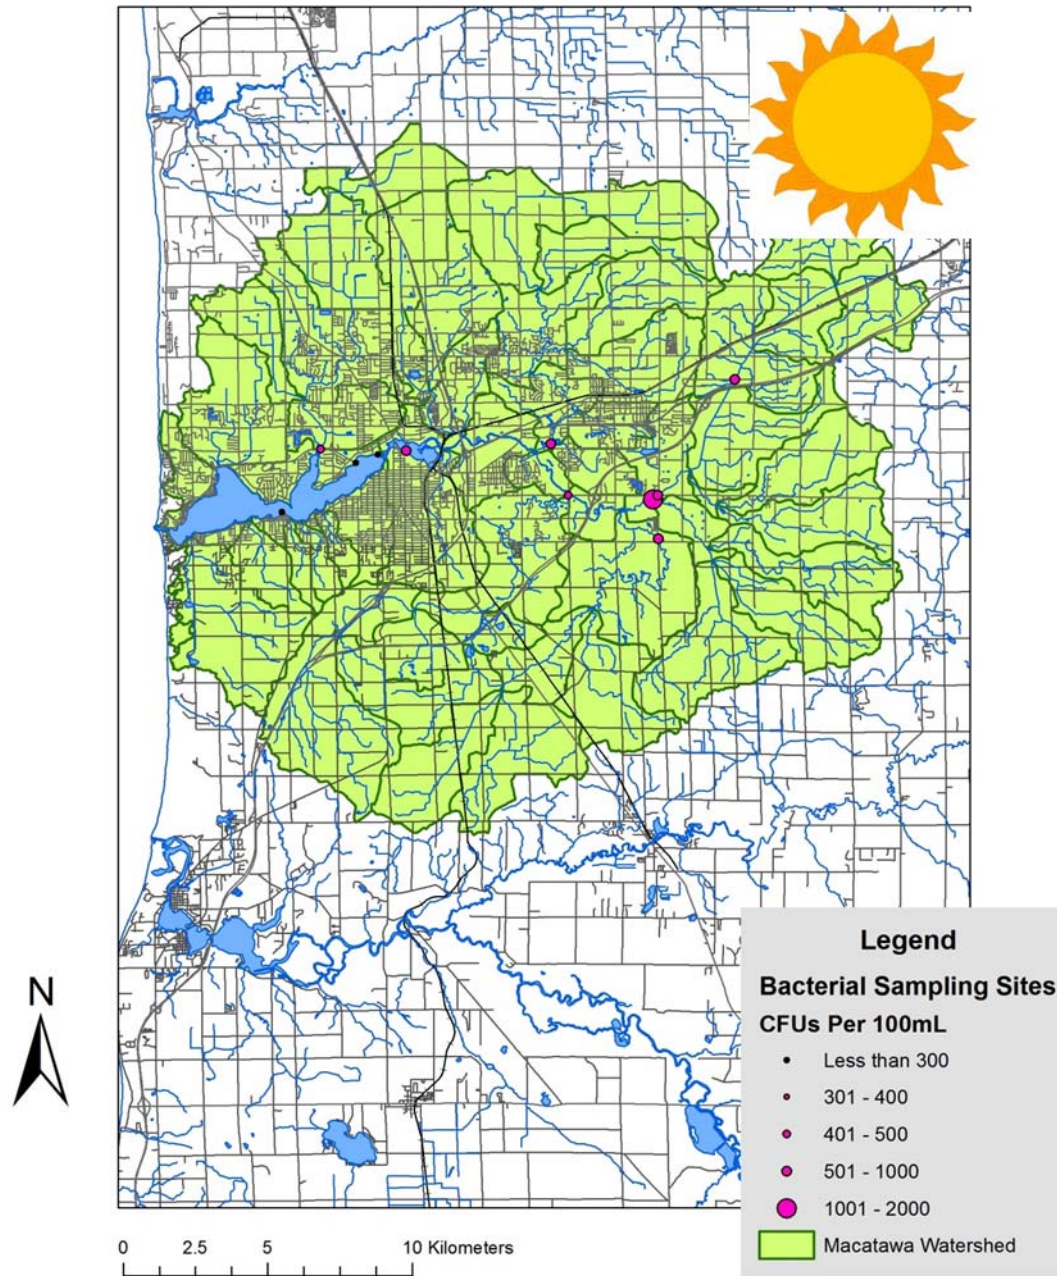 N
0 2.5 5 10 Kilometers
Legend
Bacterial Sampling Sites
CFUs Per 100mL
Less than 300
301 - 400
401 - 500
501 - 1000
1001 - 2000
Macatawa Watershed